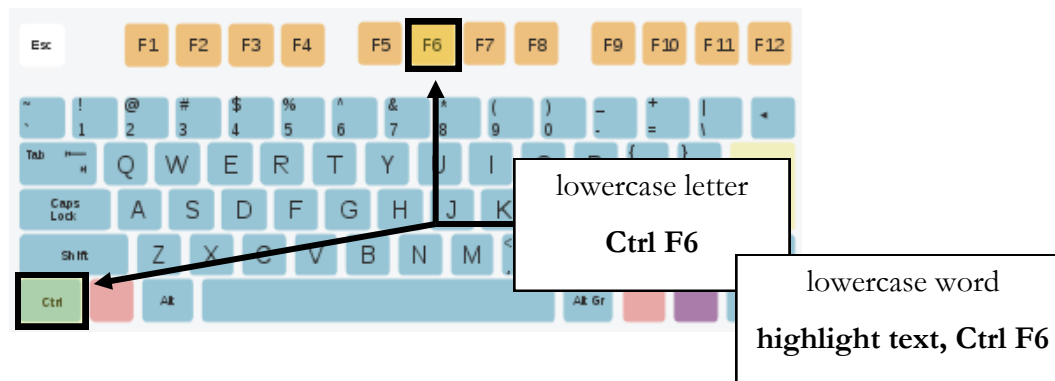 Esc F1 F2 F3 F4 F5 F6 F7 F8 F9 F10 F11 F12
~ ! @ # $ % ^ & * ( ) _ + |
` 1 2 3 4 5 6 7 8 9 0 - = \
Tab Q W E R T Y U I { }
Caps Lock A S D F G H J K
Shift Z X C V B N M <
Ctrl Alt Alt Gr
lowercase letter
Ctrl F6
lowercase word
highlight text, Ctrl F6